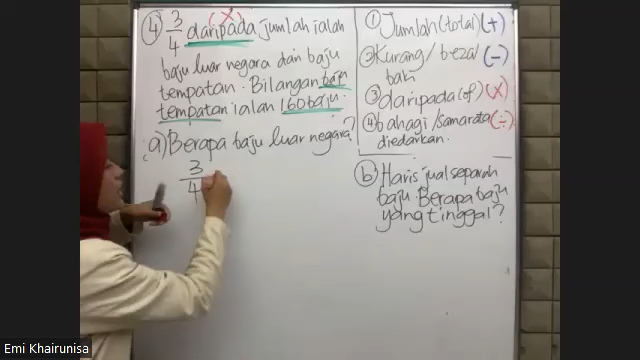 ④ 3/4 daripada (X) jumlah ialah
baju luar negara dan baju
tempatan. Bilangan baju
tempatan ialah 160 baju.
a) Berapa baju luar negara?
3/4
① Jumlah (total) (+)
② Kurang / beza / (-)
baki
③ daripada (of) (X)
④ bahagi / samarata (÷)
diedarkan.
b) Haris jual separah
baju. Berapa baju
yang tinggal?
Emi Khairunisa